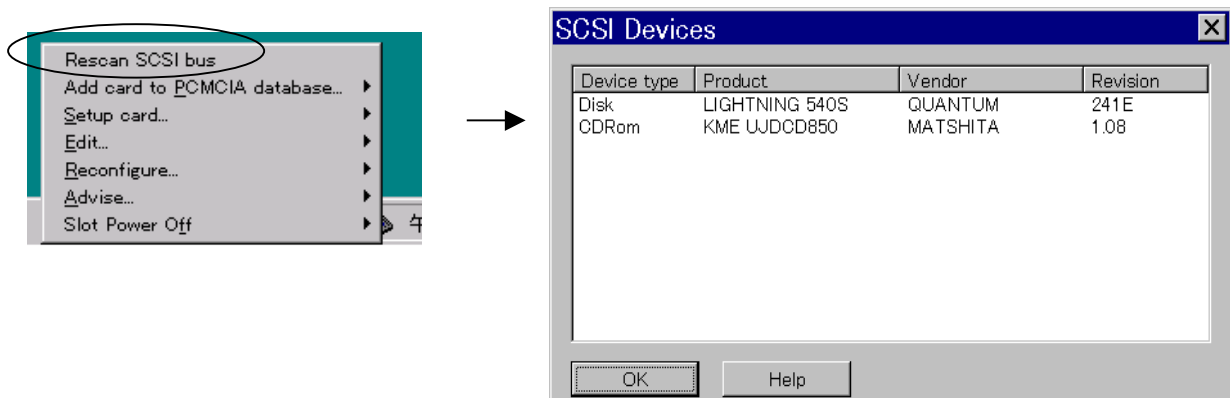 Rescan SCSI bus
Add card to PCMCIA database...
Setup card...
Edit...
Reconfigure...
Advise...
Slot Power Off
午
SCSI Devices
Device type Product Vendor Revision
Disk LIGHTNING 540S QUANTUM 241E
CDRom KME UJDCD850 MATSHITA 1.08
OK Help